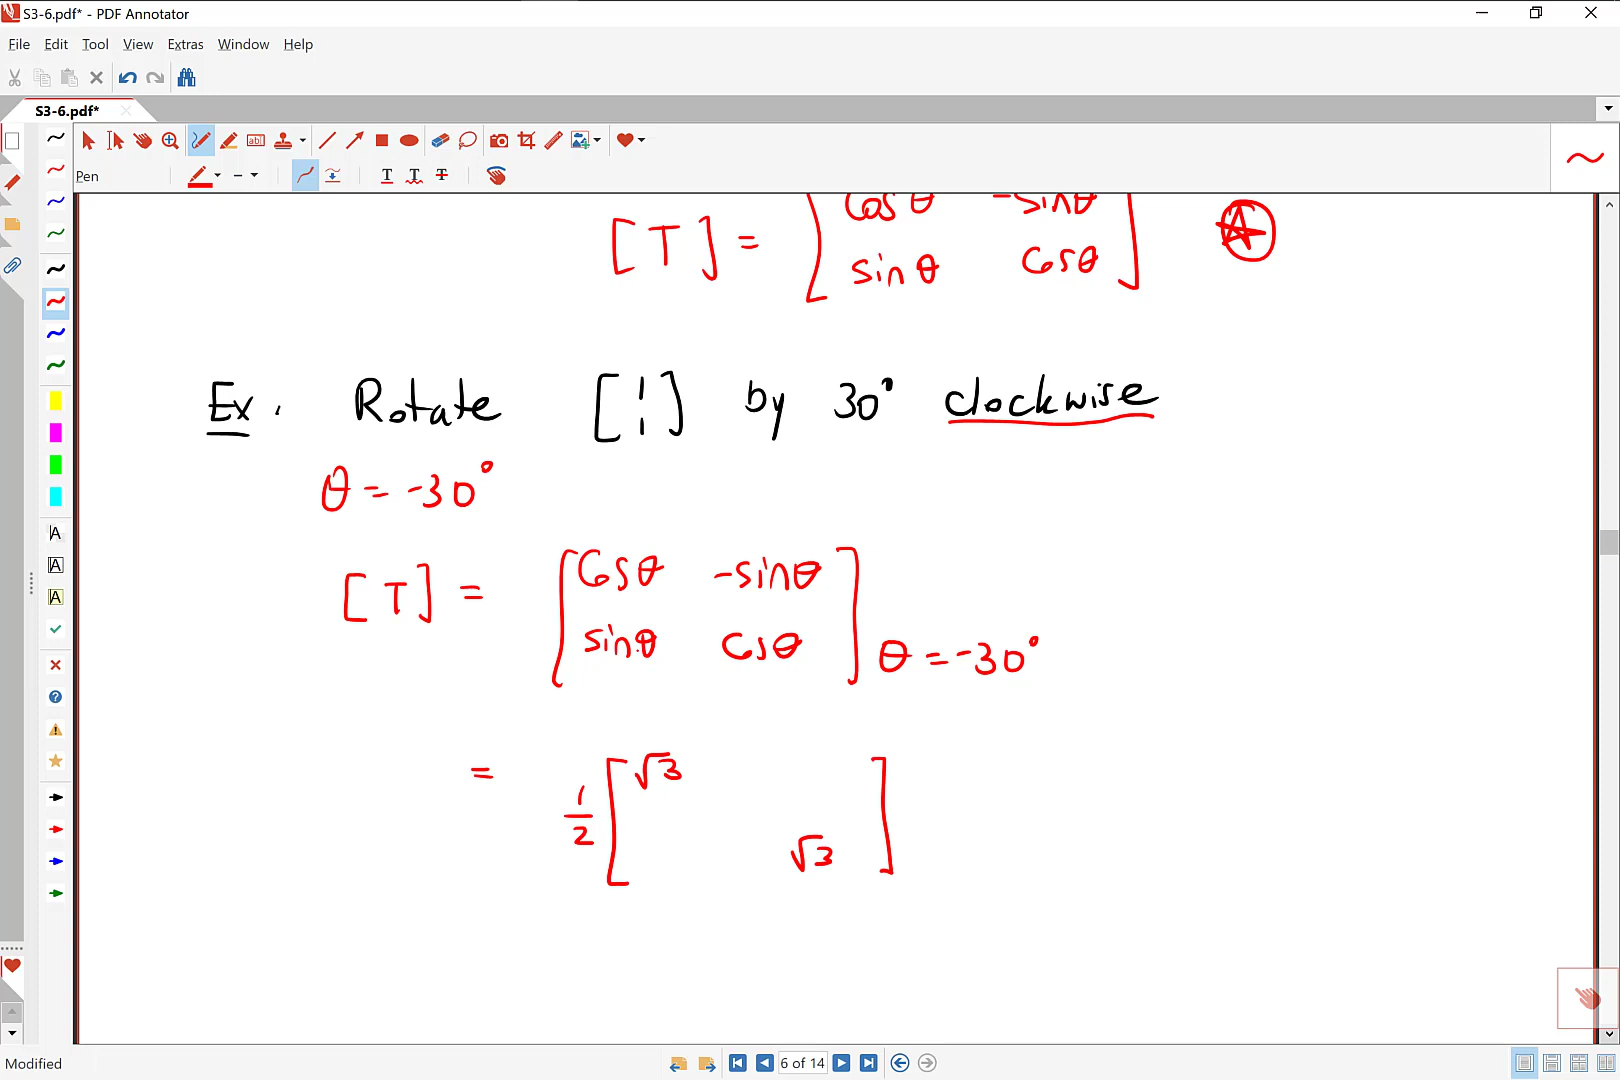 S3-6.pdf* - PDF Annotator
File Edit Tool View Extras Window Help
S3-6.pdf*
Pen
[T] = [cos θ -sin θ
sin θ cos θ]
Ex. Rotate [1 1] by 30° clockwise
θ = -30°
[T] = [cos θ -sin θ
sin θ cos θ] θ = -30°
= 1/2 [√3
√3]
Modified
6 of 14